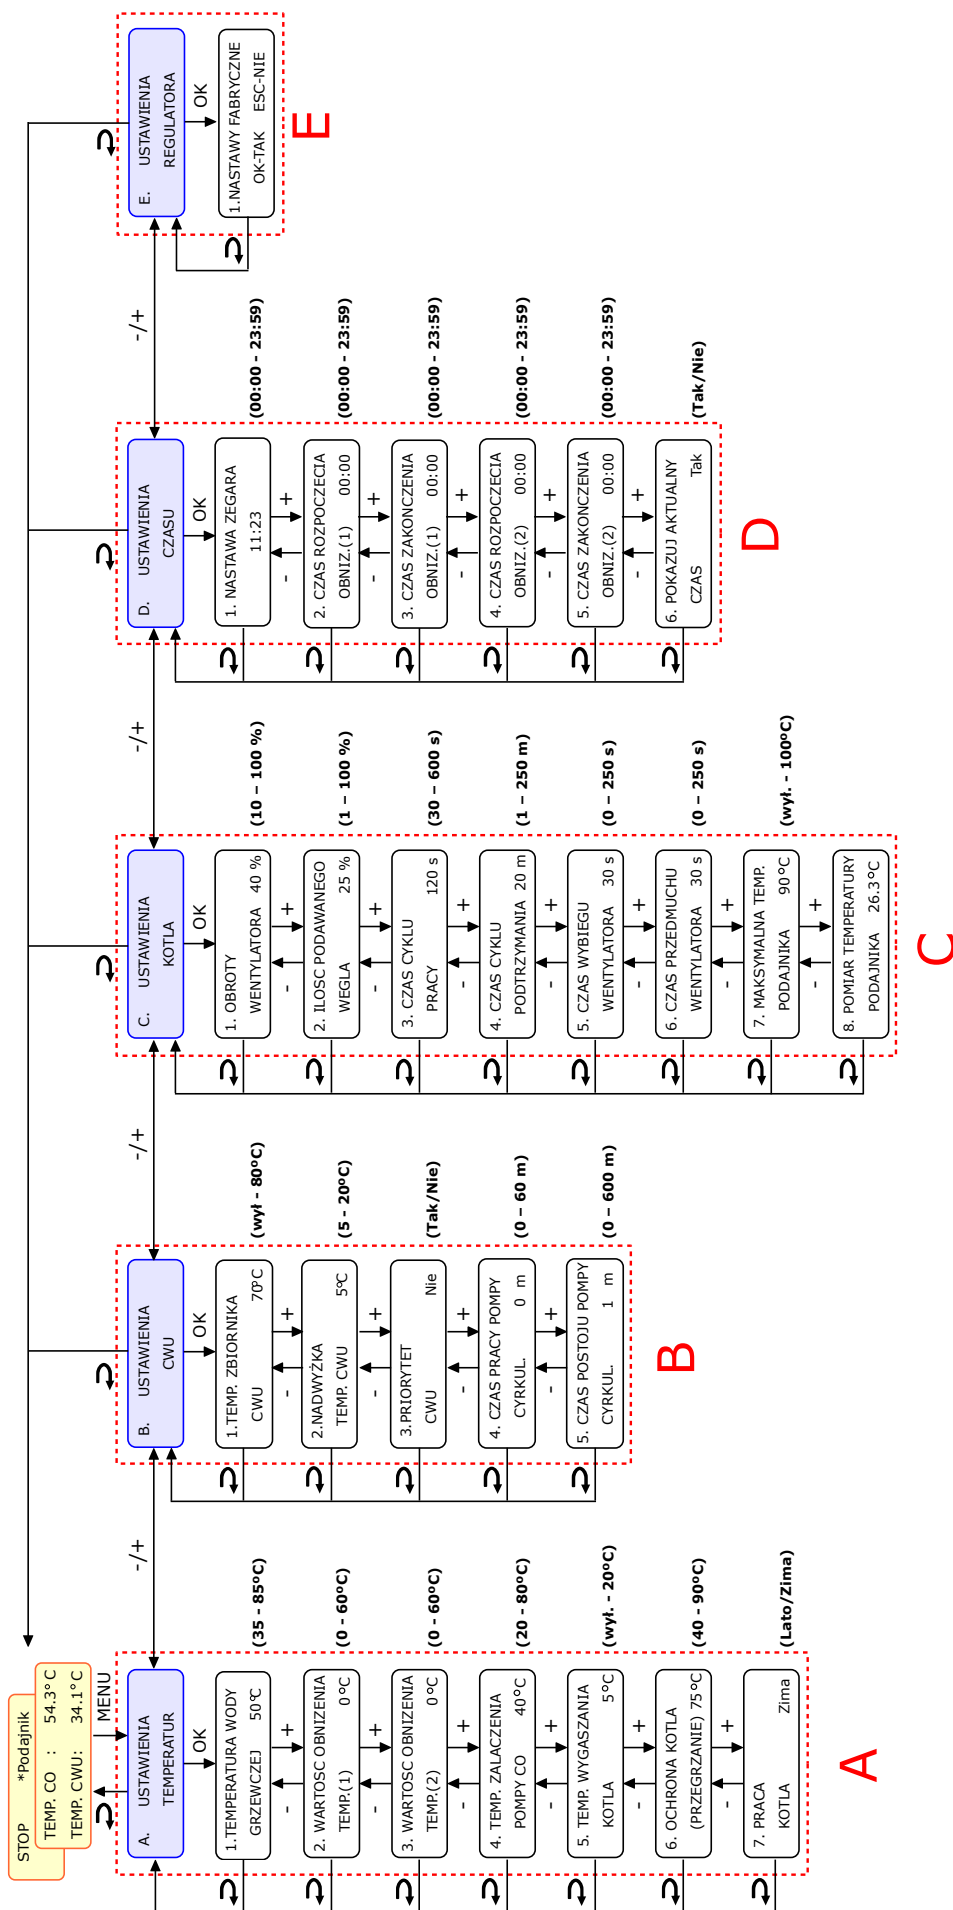 STOP *Podajnik
TEMP. CO : 54.3° C
TEMP. CWU: 34.1° C
MENU
A. USTAWIENIA
TEMPERATUR
OK
1.TEMPERATURA WODY
GRZEWCZEJ 50°C
(35 - 85°C)
- +
2. WARTOSC OBNIZENIA
TEMP.(1) 0°C
(0 - 60°C)
- +
3. WARTOSC OBNIZENIA
TEMP.(2) 0°C
(0 - 60°C)
- +
4. TEMP. ZALACZENIA
POMPY CO 40°C
(20 - 80°C)
- +
5. TEMP. WYGASZANIA
KOTLA 5°C
(wył. - 20°C)
- +
6. OCHRONA KOTLA
(PRZEGRZANIE) 75°C
(40 - 90°C)
- +
7. PRACA
KOTLA Zima
(Lato/Zima)
A
-/+
B. USTAWIENIA
CWU
OK
1.TEMP. ZBIORNIKA
CWU 70°C
(wył - 80°C)
- +
2.NADWYŻKA
TEMP. CWU 5°C
(5 - 20°C)
- +
3.PRIORYTET
CWU Nie
(Tak/Nie)
- +
4. CZAS PRACY POMPY
CYRKUL. 0 m
(0 – 60 m)
- +
5. CZAS POSTOJU POMPY
CYRKUL. 1 m
(0 – 600 m)
B
-/+
C. USTAWIENIA
KOTLA
OK
1. OBROTY
WENTYLATORA 40 %
(10 – 100 %)
- +
2. ILOSC PODAWANEGO
WEGLA 25 %
(1 – 100 %)
- +
3. CZAS CYKLU
PRACY 120 s
(30 – 600 s)
- +
4. CZAS CYKLU
PODTRZYMANIA 20 m
(1 – 250 m)
- +
5. CZAS WYBIEGU
WENTYLATORA 30 s
(0 – 250 s)
- +
6. CZAS PRZEDMUCHU
WENTYLATORA 30 s
(0 – 250 s)
- +
7. MAKSYMALNA TEMP.
PODAJNIKA 90°C
(wył. - 100°C)
- +
8. POMIAR TEMPERATURY
PODAJNIKA 26.3°C
C
-/+
D. USTAWIENIA
CZASU
OK
1. NASTAWA ZEGARA
11:23
(00:00 - 23:59)
- +
2. CZAS ROZPOCZECIA
OBNIZ.(1) 00:00
(00:00 - 23:59)
- +
3. CZAS ZAKONCZENIA
OBNIZ.(1) 00:00
(00:00 - 23:59)
- +
4. CZAS ROZPOCZECIA
OBNIZ.(2) 00:00
(00:00 - 23:59)
- +
5. CZAS ZAKONCZENIA
OBNIZ.(2) 00:00
(00:00 - 23:59)
- +
6. POKAZUJ AKTUALNY
CZAS Tak
(Tak/Nie)
D
-/+
E. USTAWIENIA
REGULATORA
OK
1.NASTAWY FABRYCZNE
OK-TAK ESC-NIE
E